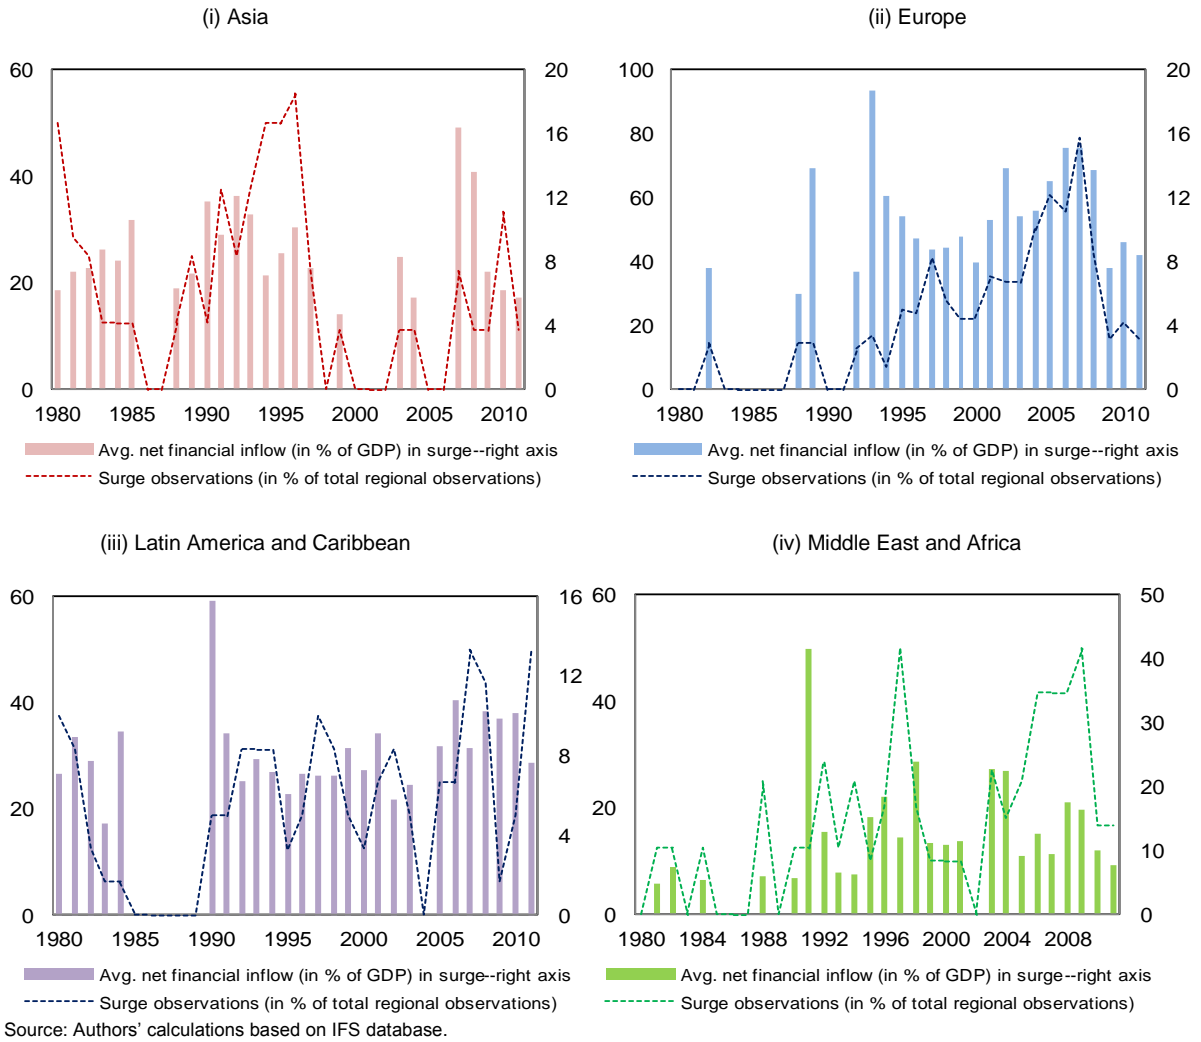 (i) Asia
(ii) Europe
60
40
20
0
20
16
12
8
4
0
1980 1985 1990 1995 2000 2005 2010
Avg. net financial inflow (in % of GDP) in surge--right axis
Surge observations (in % of total regional observations)
100
80
60
40
20
0
20
16
12
8
4
0
1980 1985 1990 1995 2000 2005 2010
Avg. net financial inflow (in % of GDP) in surge--right axis
Surge observations (in % of total regional observations)
(iii) Latin America and Caribbean
(iv) Middle East and Africa
60
40
20
0
16
12
8
4
0
1980 1985 1990 1995 2000 2005 2010
Avg. net financial inflow (in % of GDP) in surge--right axis
Surge observations (in % of total regional observations)
60
40
20
0
50
40
30
20
10
0
1980 1984 1988 1992 1996 2000 2004 2008
Avg. net financial inflow (in % of GDP) in surge--right axis
Surge observations (in % of total regional observations)
Source: Authors' calculations based on IFS database.